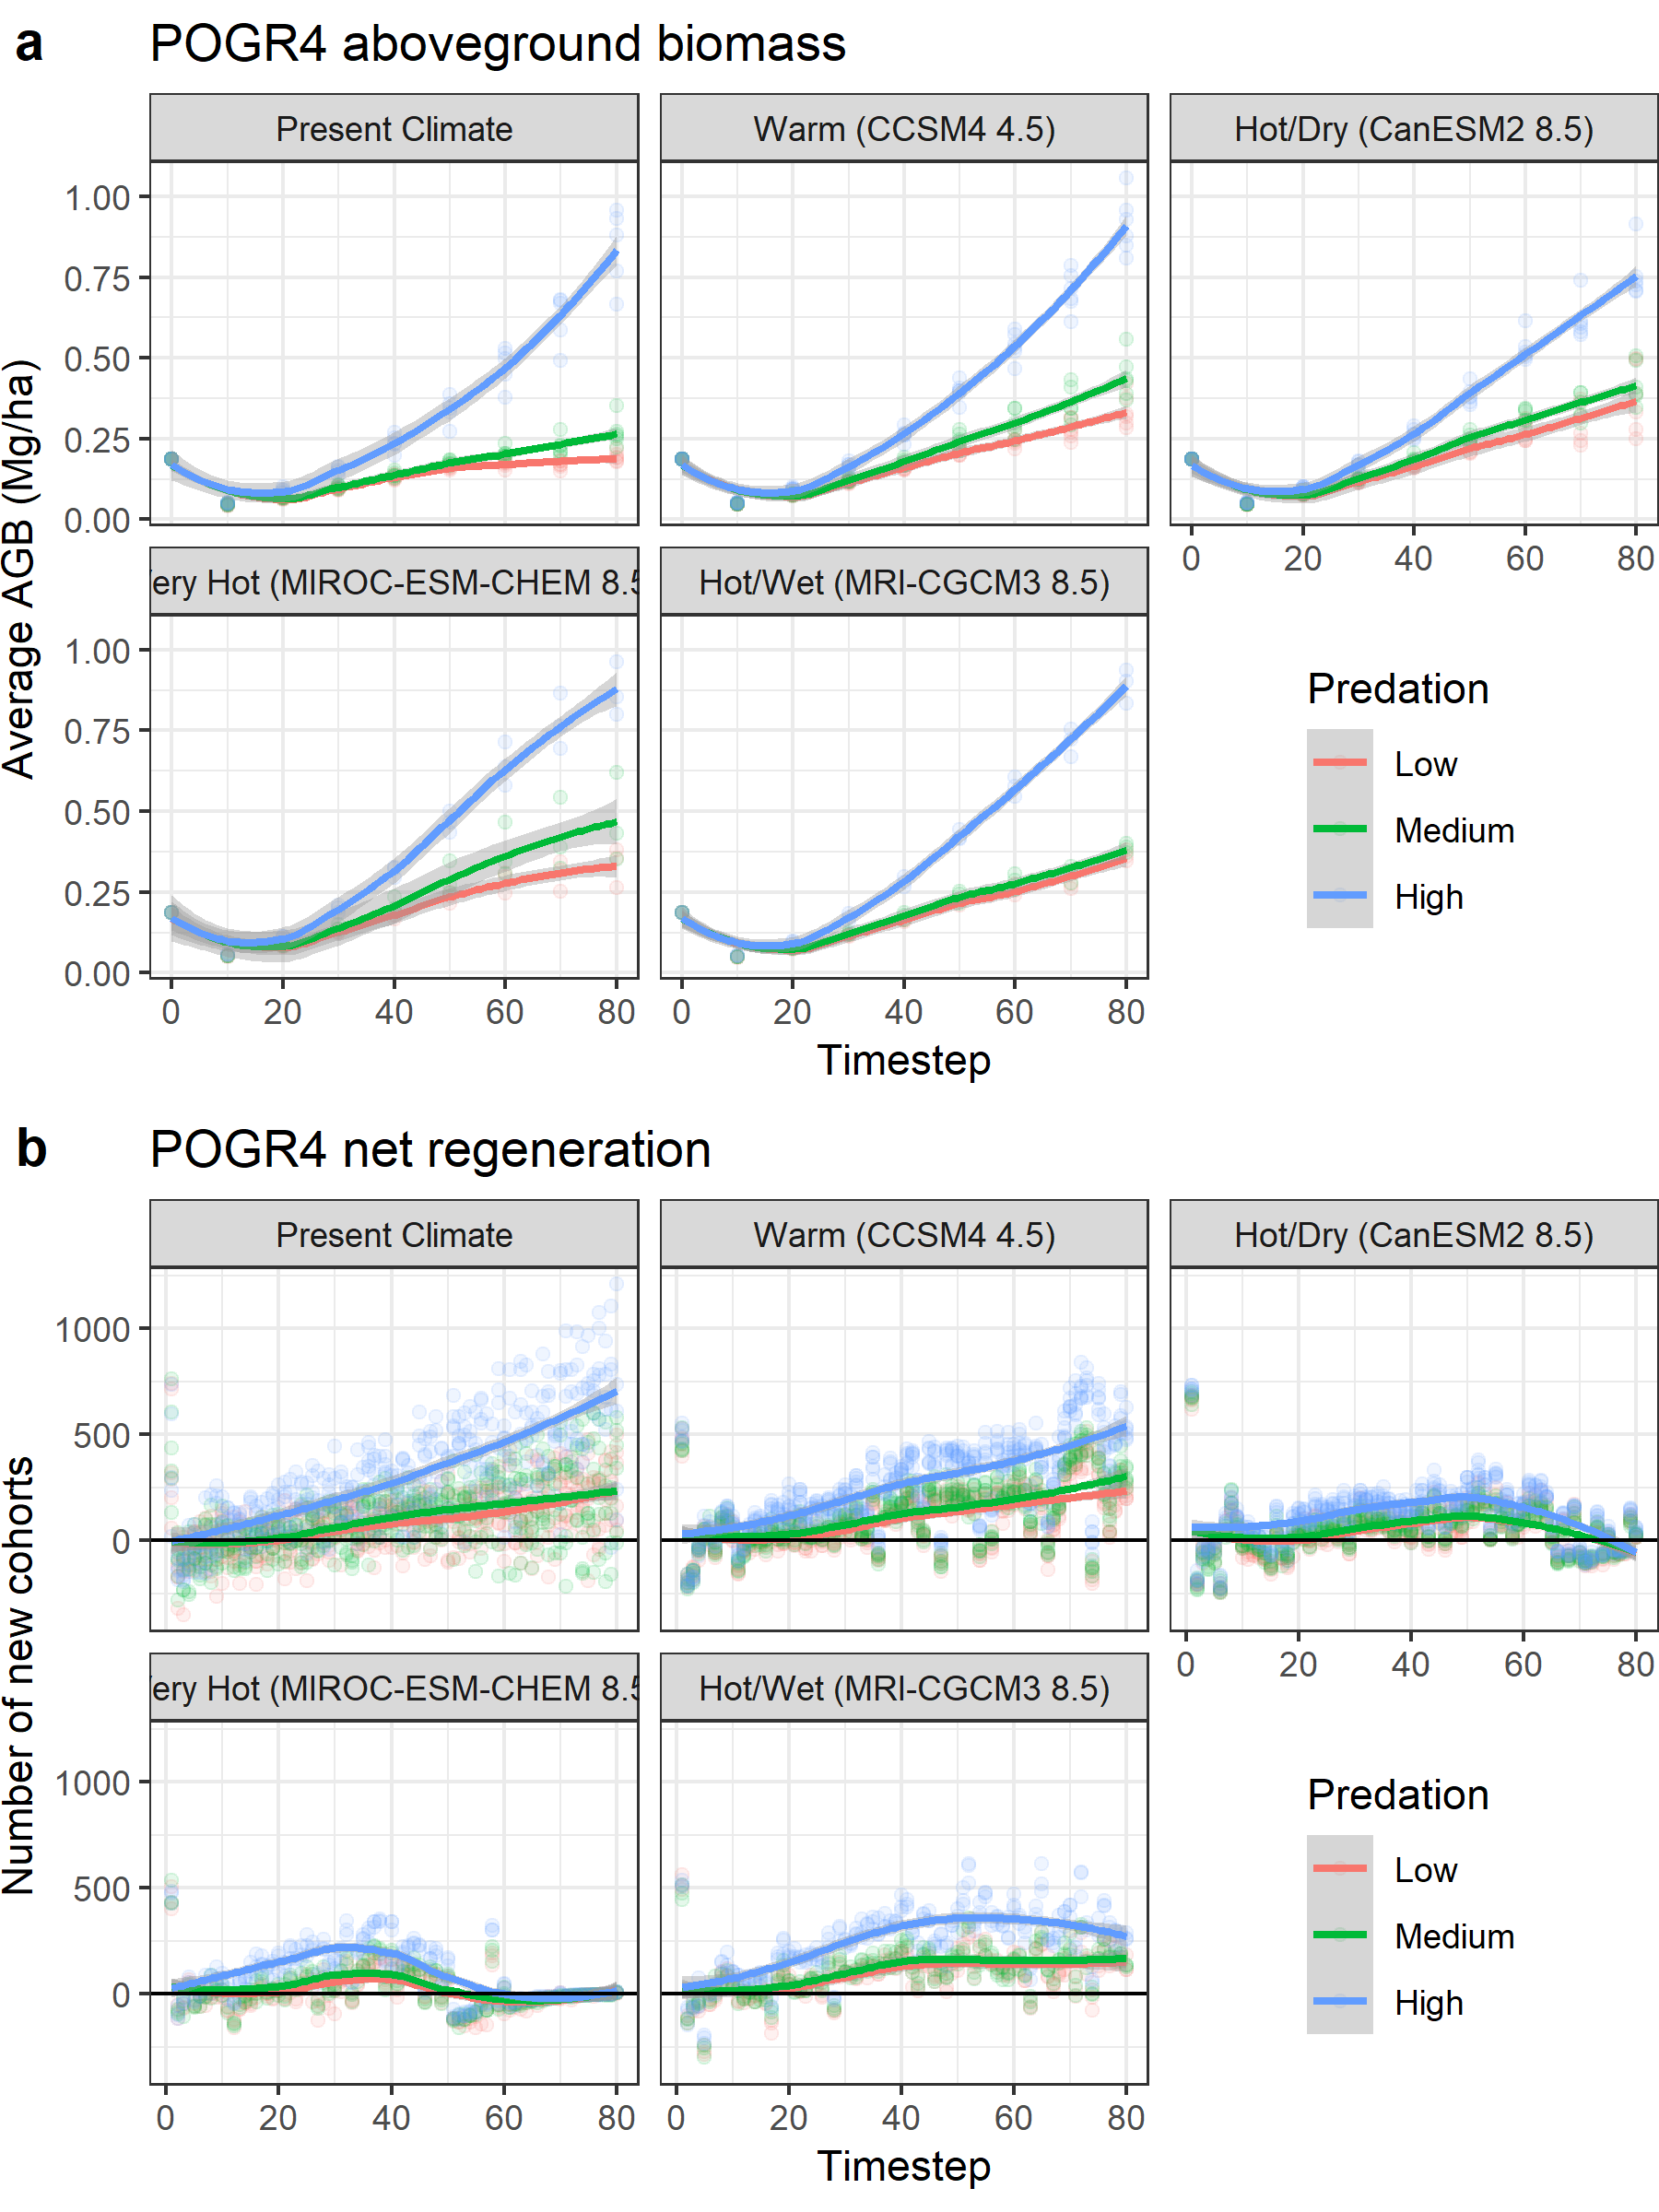 a POGR4 aboveground biomass
Present Climate
Warm (CCSM4 4.5)
Hot/Dry (CanESM2 8.5)
1.00
0.75
0.50
0.25
0.00
0 20 40 60 80
ery Hot (MIROC-ESM-CHEM 8.5
Hot/Wet (MRI-CGCM3 8.5)
1.00
0.75
0.50
0.25
0.00
0 20 40 60 80
0 20 40 60 80
Average AGB (Mg/ha)
Timestep
Predation
Low
Medium
High
b POGR4 net regeneration
Present Climate
Warm (CCSM4 4.5)
Hot/Dry (CanESM2 8.5)
1000
500
0
0 20 40 60 80
ery Hot (MIROC-ESM-CHEM 8.5
Hot/Wet (MRI-CGCM3 8.5)
1000
500
0
0 20 40 60 80
0 20 40 60 80
Number of new cohorts
Timestep
Predation
Low
Medium
High